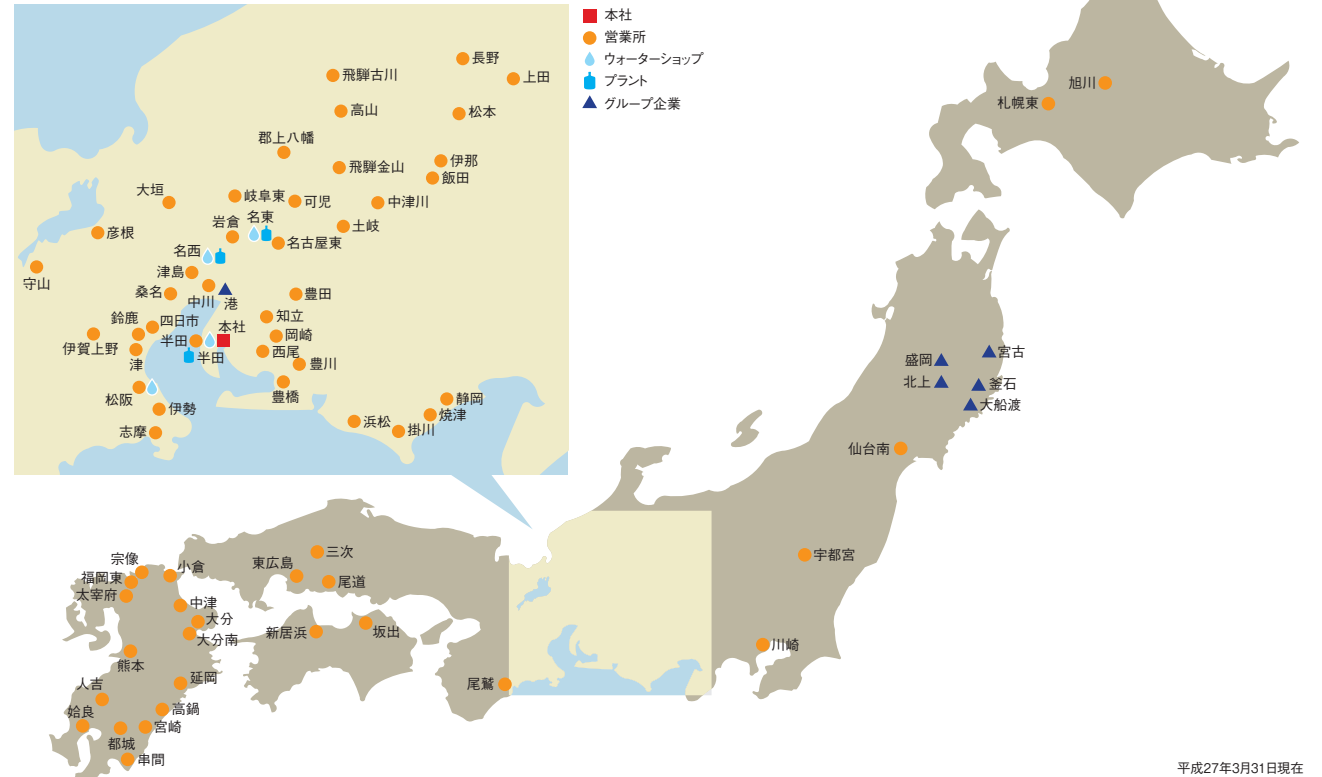 本社
営業所
ウォーターショップ
プラント
グループ企業
長野
飛騨古川
上田
高山
松本
郡上八幡
飛騨金山
伊那
飯田
大垣
岐阜東
可児
中津川
岩倉
名東
土岐
彦根
名古屋東
名西
守山
津島
桑名
中川
港
豊田
鈴鹿
四日市
本社
知立
伊賀上野
半田
岡崎
津
半田
西尾
豊川
松阪
豊橋
伊勢
静岡
焼津
志摩
浜松
掛川
旭川
札幌東
盛岡
宮古
北上
釜石
大船渡
仙台南
宇都宮
川崎
宗像
小倉
東広島
三次
福岡東
尾道
太宰府
中津
大分
新居浜
坂出
大分南
熊本
人吉
延岡
尾鷲
姶良
高鍋
都城
宮崎
串間
平成27年3月31日現在